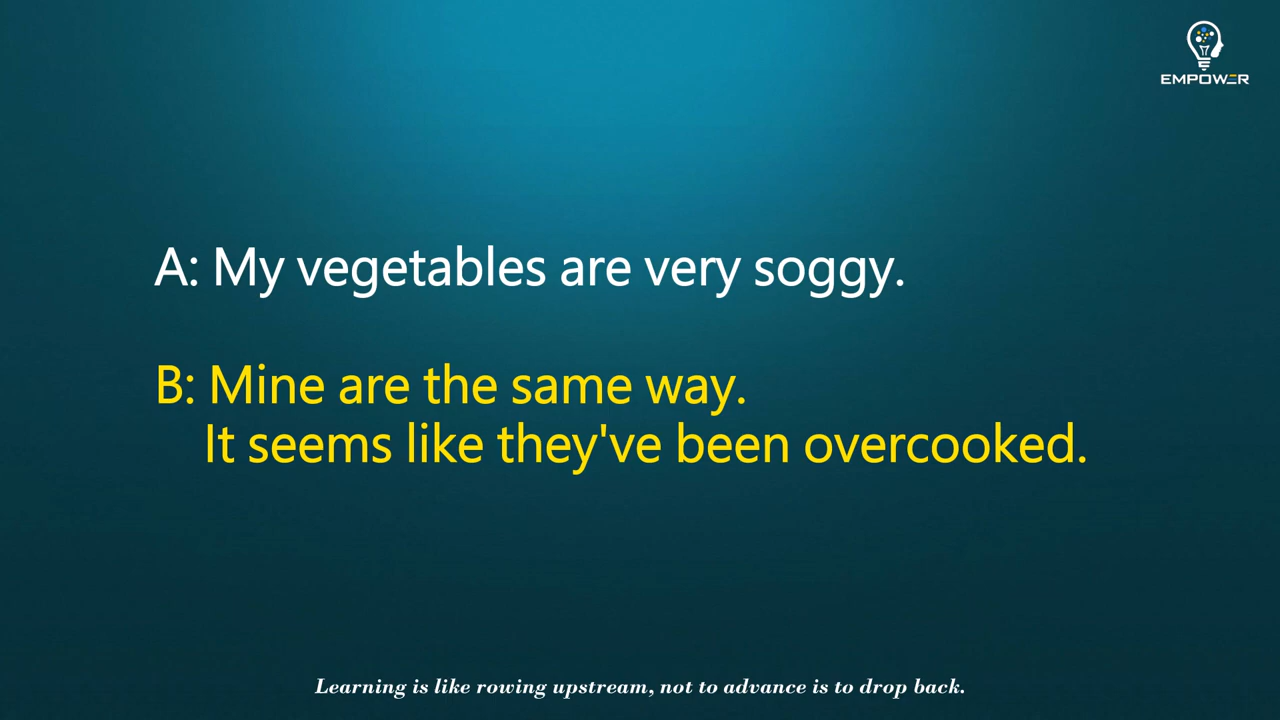 EMPOWER
A: My vegetables are very soggy.
B: Mine are the same way.
It seems like they've been overcooked.
Learning is like rowing upstream, not to advance is to drop back.